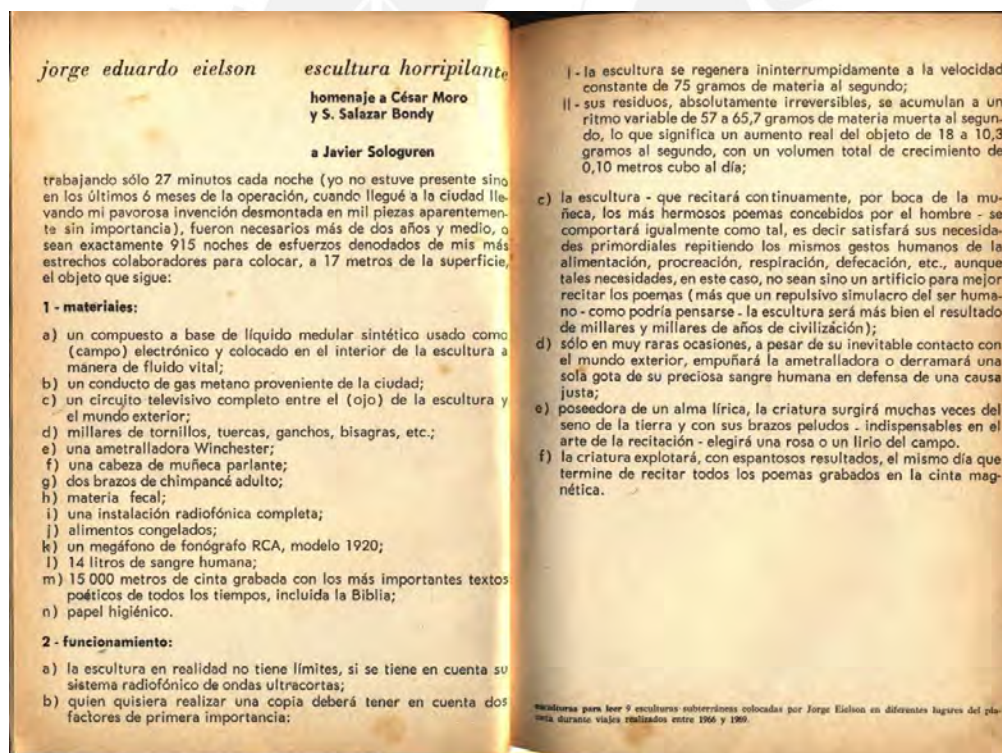 jorge eduardo eielson escultura horripilante
homenaje a César Moro
y S. Salazar Bondy
a Javier Sologuren
trabajando sólo 27 minutos cada noche (yo no estuve presente sino
en los últimos 6 meses de la operación, cuando llegué a la ciudad lle-
vando mi pavorosa invención desmontada en mil piezas aparentemen-
te sin importancia), fueron necesarios más de dos años y medio, o
sean exactamente 915 noches de esfuerzos denodados de mis más
estrechos colaboradores para colocar, a 17 metros de la superficie,
el objeto que sigue:
1 - materiales:
a) un compuesto a base de líquido medular sintético usado como
(campo) electrónico y colocado en el interior de la escultura a
manera de fluido vital;
b) un conducto de gas metano proveniente de la ciudad;
c) un circuito televisivo completo entre el (ojo) de la escultura y
el mundo exterior;
d) millares de tornillos, tuercas, ganchos, bisagras, etc.;
e) una ametralladora Winchester;
f) una cabeza de muñeca parlante;
g) dos brazos de chimpancé adulto;
h) materia fecal;
i) una instalación radiofónica completa;
j) alimentos congelados;
k) un megáfono de fonógrafo RCA, modelo 1920;
l) 14 litros de sangre humana;
m) 15 000 metros de cinta grabada con los más importantes textos
poéticos de todos los tiempos, incluida la Biblia;
n) papel higiénico.
2 - funcionamiento:
a) la escultura en realidad no tiene límites, si se tiene en cuenta su
sistema radiofónico de ondas ultracortas;
b) quien quisiera realizar una copia deberá tener en cuenta dos
factores de primera importancia:
I - la escultura se regenera ininterrumpidamente a la velocidad
constante de 75 gramos de materia al segundo;
II - sus residuos, absolutamente irreversibles, se acumulan a un
ritmo variable de 57 a 65,7 gramos de materia muerta al segun-
do, lo que significa un aumento real del objeto de 18 a 10,3
gramos al segundo, con un volumen total de crecimiento de
0,10 metros cubo al día;
c) la escultura - que recitará continuamente, por boca de la mu-
ñeca, los más hermosos poemas concebidos por el hombre - se
comportará igualmente como tal, es decir satisfará sus necesida-
des primordiales repitiendo los mismos gestos humanos de la
alimentación, procreación, respiración, defecación, etc., aunque
tales necesidades, en este caso, no sean sino un artificio para mejor
recitar los poemas (más que un repulsivo simulacro del ser huma-
no - como podría pensarse - la escultura será más bien el resultado
de millares y millares de años de civilización);
d) sólo en muy raras ocasiones, a pesar de su inevitable contacto con
el mundo exterior, empuñará la ametralladora o derramará una
sola gota de su preciosa sangre humana en defensa de una causa
justa;
e) poseedora de un alma lírica, la criatura surgirá muchas veces del
seno de la tierra y con sus brazos peludos - indispensables en el
arte de la recitación - elegirá una rosa o un lirio del campo.
f) la criatura explotará, con espantosos resultados, el mismo día que
termine de recitar todos los poemas grabados en la cinta mag-
nética.
esculturas para leer 9 esculturas subterráneas colocadas por Jorge Eielson en diferentes lugares del pla-
neta durante viajes realizados entre 1966 y 1969.